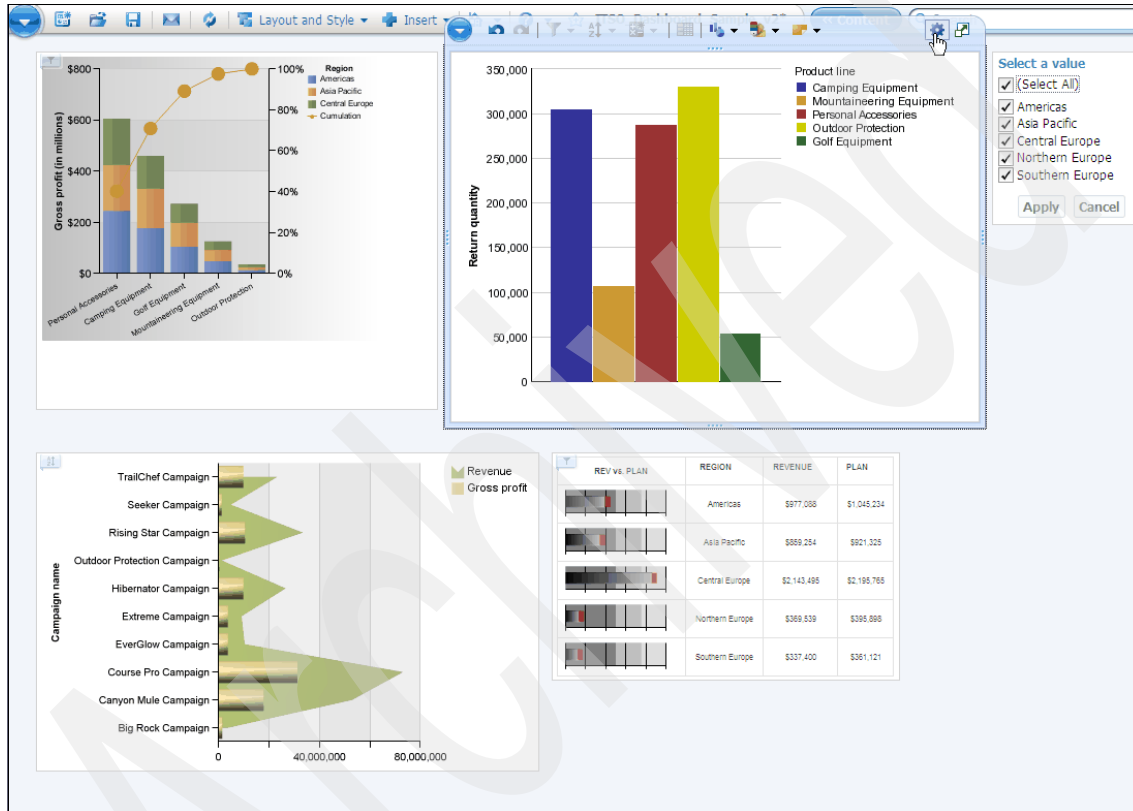 Layout and Style
Insert
$800
$600
$400
$200
$0
Gross profit (in millions)
100%
80%
60%
40%
20%
0%
Region
Americas
Asia Pacific
Central Europe
Cumulation
Personal Accessories
Camping Equipment
Golf Equipment
Mountaineering Equipment
Outdoor Protection
350,000
300,000
250,000
200,000
150,000
100,000
50,000
0
Return quantity
Product line
Camping Equipment
Mountaineering Equipment
Personal Accessories
Outdoor Protection
Golf Equipment
Select a value
(Select All)
Americas
Asia Pacific
Central Europe
Northern Europe
Southern Europe
Apply Cancel
Campaign name
TrailChef Campaign
Seeker Campaign
Rising Star Campaign
Outdoor Protection Campaign
Hibernator Campaign
Extreme Campaign
EverGlow Campaign
Course Pro Campaign
Canyon Mule Campaign
Big Rock Campaign
0 40,000,000 80,000,000
Revenue
Gross profit
REV vs. PLAN REGION REVENUE PLAN
Americas $977,088 $1,045,234
Asia Pacific $859,254 $921,325
Central Europe $2,143,495 $2,195,765
Northern Europe $369,539 $395,898
Southern Europe $337,400 $361,121
Archived